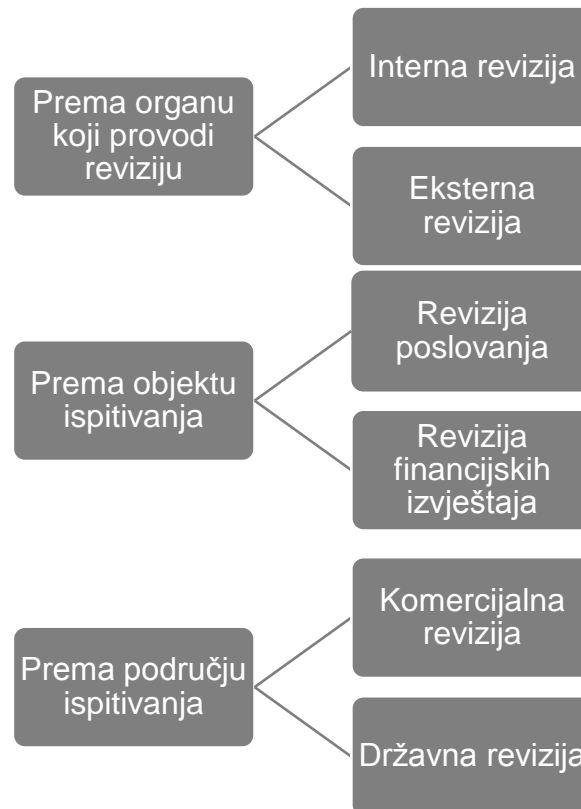 Prema organu
koji provodi
reviziju
Interna revizija
Eksterna
revizija
Prema objektu
ispitivanja
Revizija
poslovanja
Revizija
financijskih
izvještaja
Prema području
ispitivanja
Komercijalna
revizija
Državna revizija